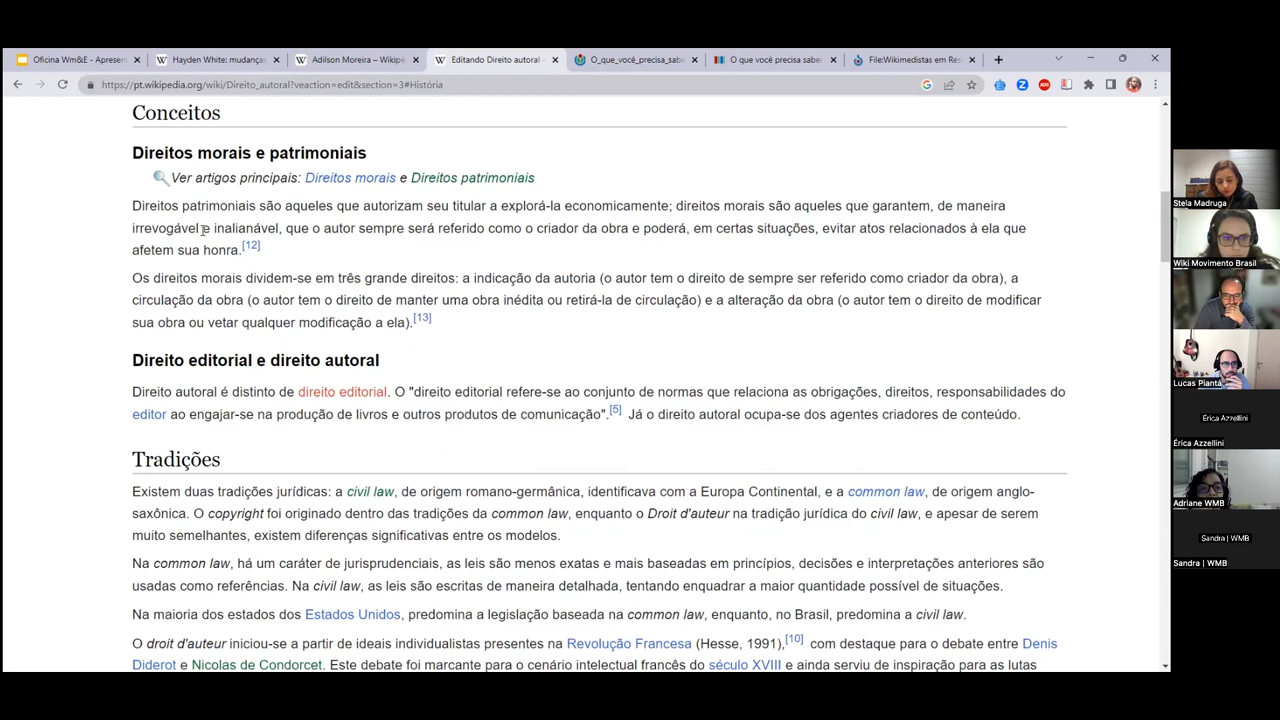 Oficina Wm&E - Apresen
Hayden White: mudança
Adilson Moreira – Wikipé
Editando Direito autoral -
O_que_você_precisa_sabe
O que você precisa saber
File:Wikimedistas em Res
https://pt.wikipedia.org/wiki/Direito_autoral?veaction=edit&section=3#História
Conceitos
Direitos morais e patrimoniais
Ver artigos principais: Direitos morais e Direitos patrimoniais
Direitos patrimoniais são aqueles que autorizam seu titular a explorá-la economicamente; direitos morais são aqueles que garantem, de maneira
irrevogável e inalianável, que o autor sempre será referido como o criador da obra e poderá, em certas situações, evitar atos relacionados à ela que
afetem sua honra.[12]
Os direitos morais dividem-se em três grande direitos: a indicação da autoria (o autor tem o direito de sempre ser referido como criador da obra), a
circulação da obra (o autor tem o direito de manter uma obra inédita ou retirá-la de circulação) e a alteração da obra (o autor tem o direito de modificar
sua obra ou vetar qualquer modificação a ela).[13]
Direito editorial e direito autoral
Direito autoral é distinto de direito editorial. O "direito editorial refere-se ao conjunto de normas que relaciona as obrigações, direitos, responsabilidades do
editor ao engajar-se na produção de livros e outros produtos de comunicação".[5] Já o direito autoral ocupa-se dos agentes criadores de conteúdo.
Tradições
Existem duas tradições jurídicas: a civil law, de origem romano-germânica, identificava com a Europa Continental, e a common law, de origem anglo-
saxônica. O copyright foi originado dentro das tradições do common law, enquanto o Droit d'auteur na tradição jurídica do civil law, e apesar de serem
muito semelhantes, existem diferenças significativas entre os modelos.
Na common law, há um caráter de jurisprudenciais, as leis são menos exatas e mais baseadas em princípios, decisões e interpretações anteriores são
usadas como referências. Na civil law, as leis são escritas de maneira detalhada, tentando enquadrar a maior quantidade possível de situações.
Na maioria dos estados dos Estados Unidos, predomina a legislação baseada na common law, enquanto, no Brasil, predomina a civil law.
O droit d'auteur iniciou-se a partir de ideais individualistas presentes na Revolução Francesa (Hesse, 1991),[10] com destaque para o debate entre Denis
Diderot e Nicolas de Condorcet. Este debate foi marcante para o cenário intelectual francês do século XVIII e ainda serviu de inspiração para as lutas
Stela Madruga
Wiki Movimento Brasil
Lucas Piantá
Érica Azzellini
Érica Azzellini
Adriane WMB
Sandra | WMB
Sandra | WMB